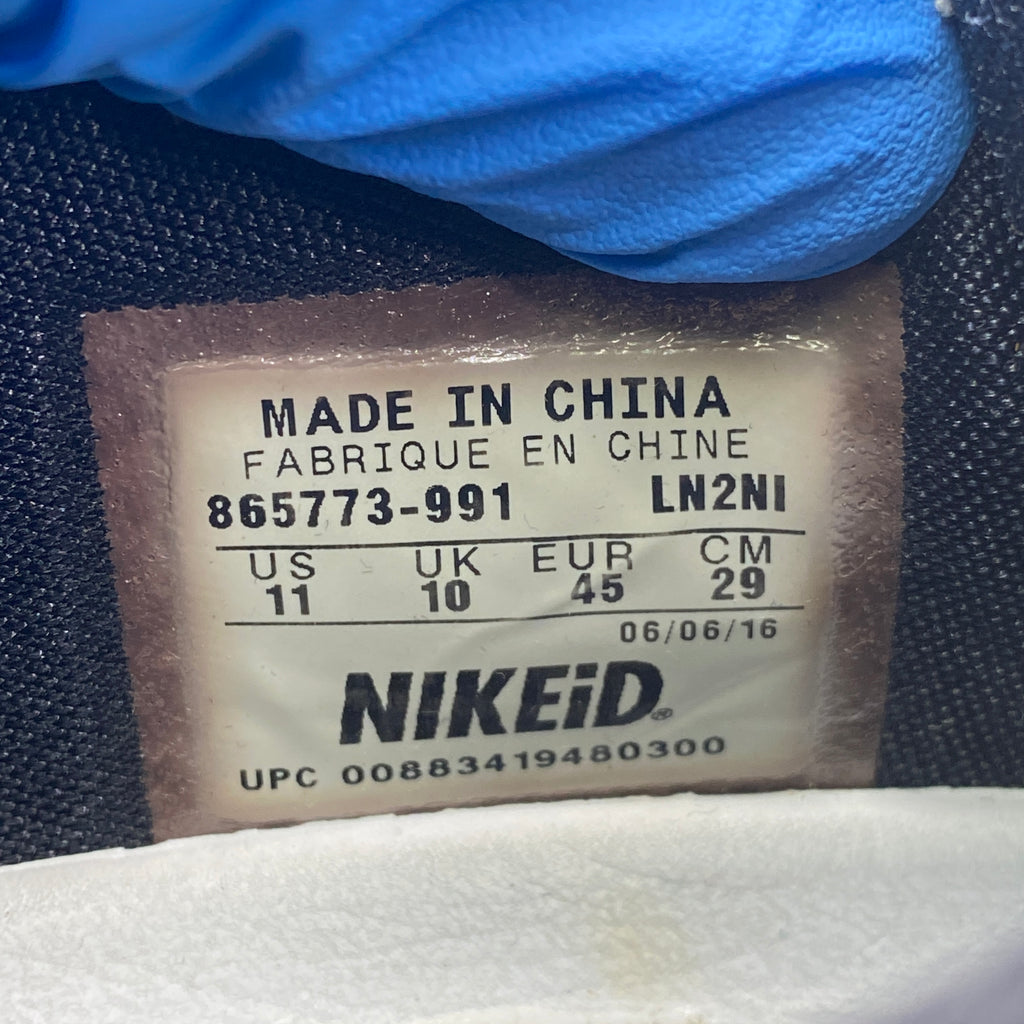 MADE IN CHINA
FABRIQUE EN CHINE
865773-991 LN2NI
US UK EUR CM
11 10 45 29
06/06/16
NIKEiD®
UPC 00883419480300